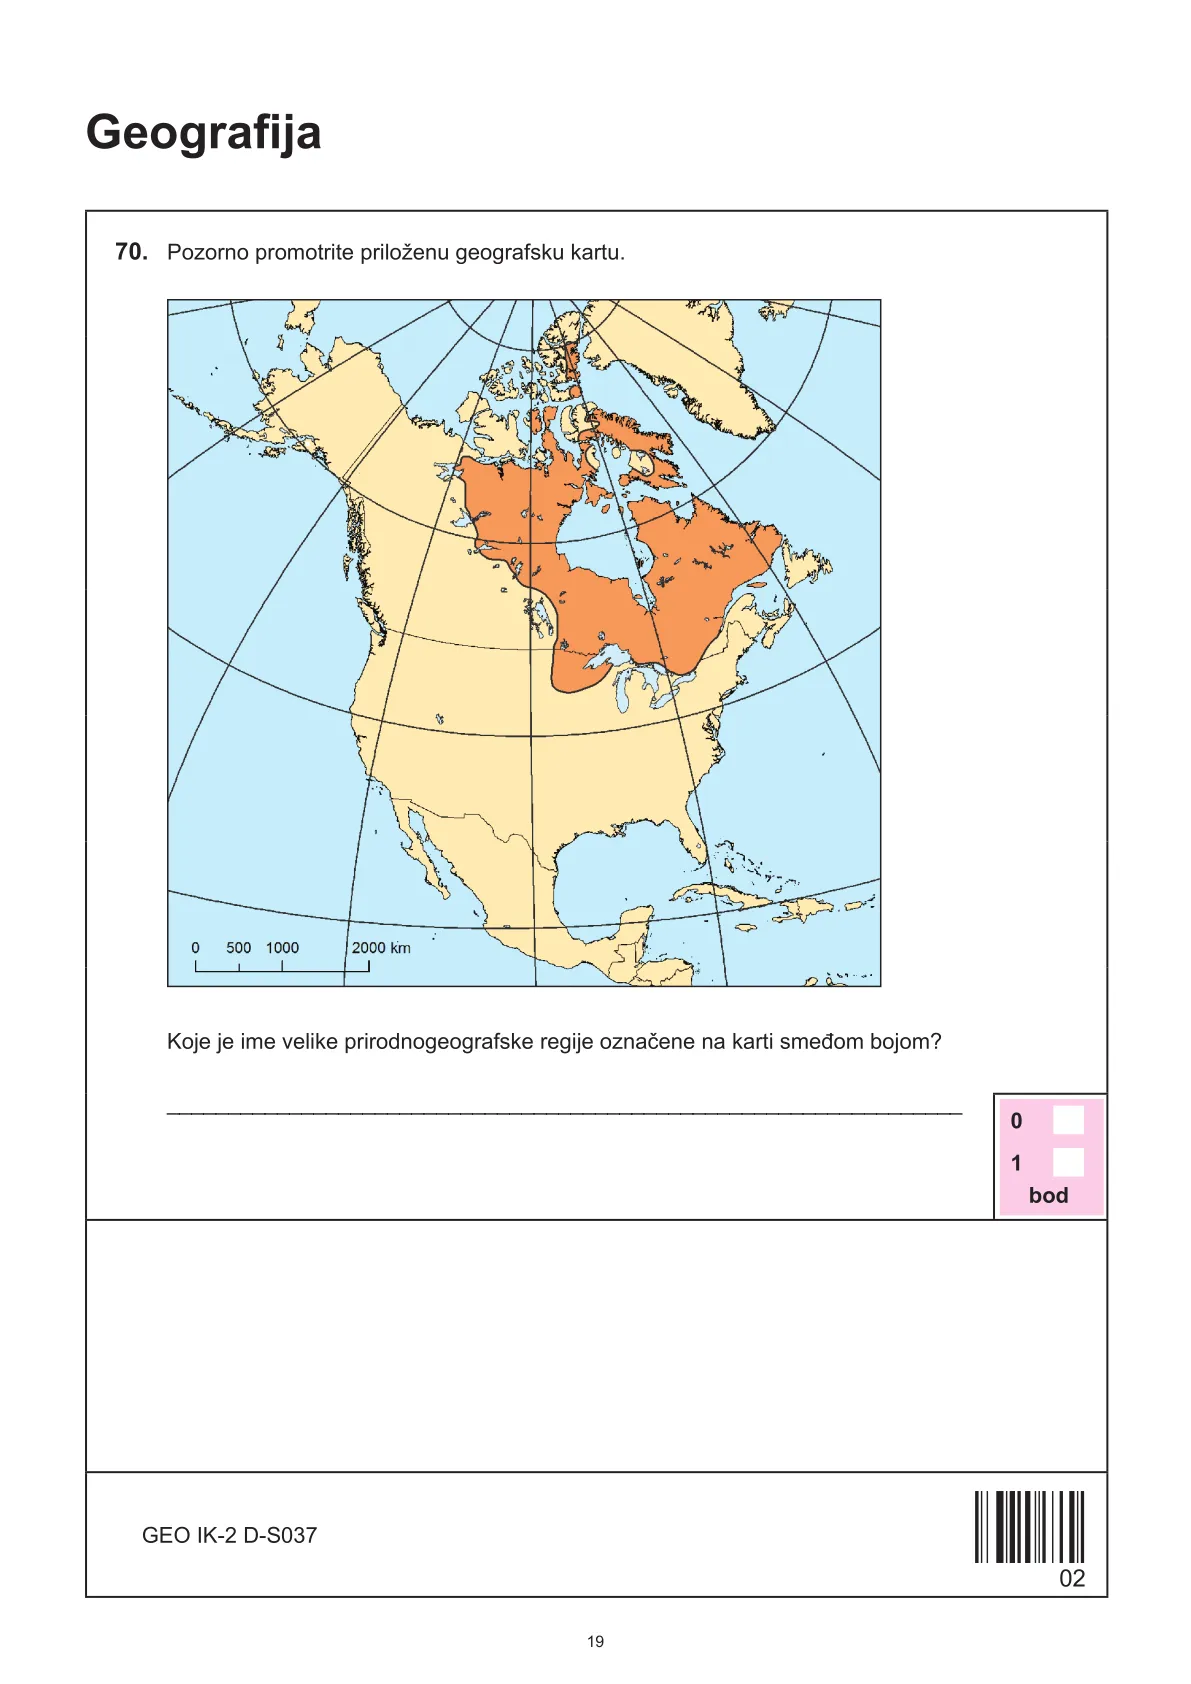 Geografija
70. Pozorno promotrite priloženu geografsku kartu.
0 500 1000 2000 km
Koje je ime velike prirodnogeografske regije označene na karti smeđom bojom?
0
1
bod
GEO IK-2 D-S037
02
19